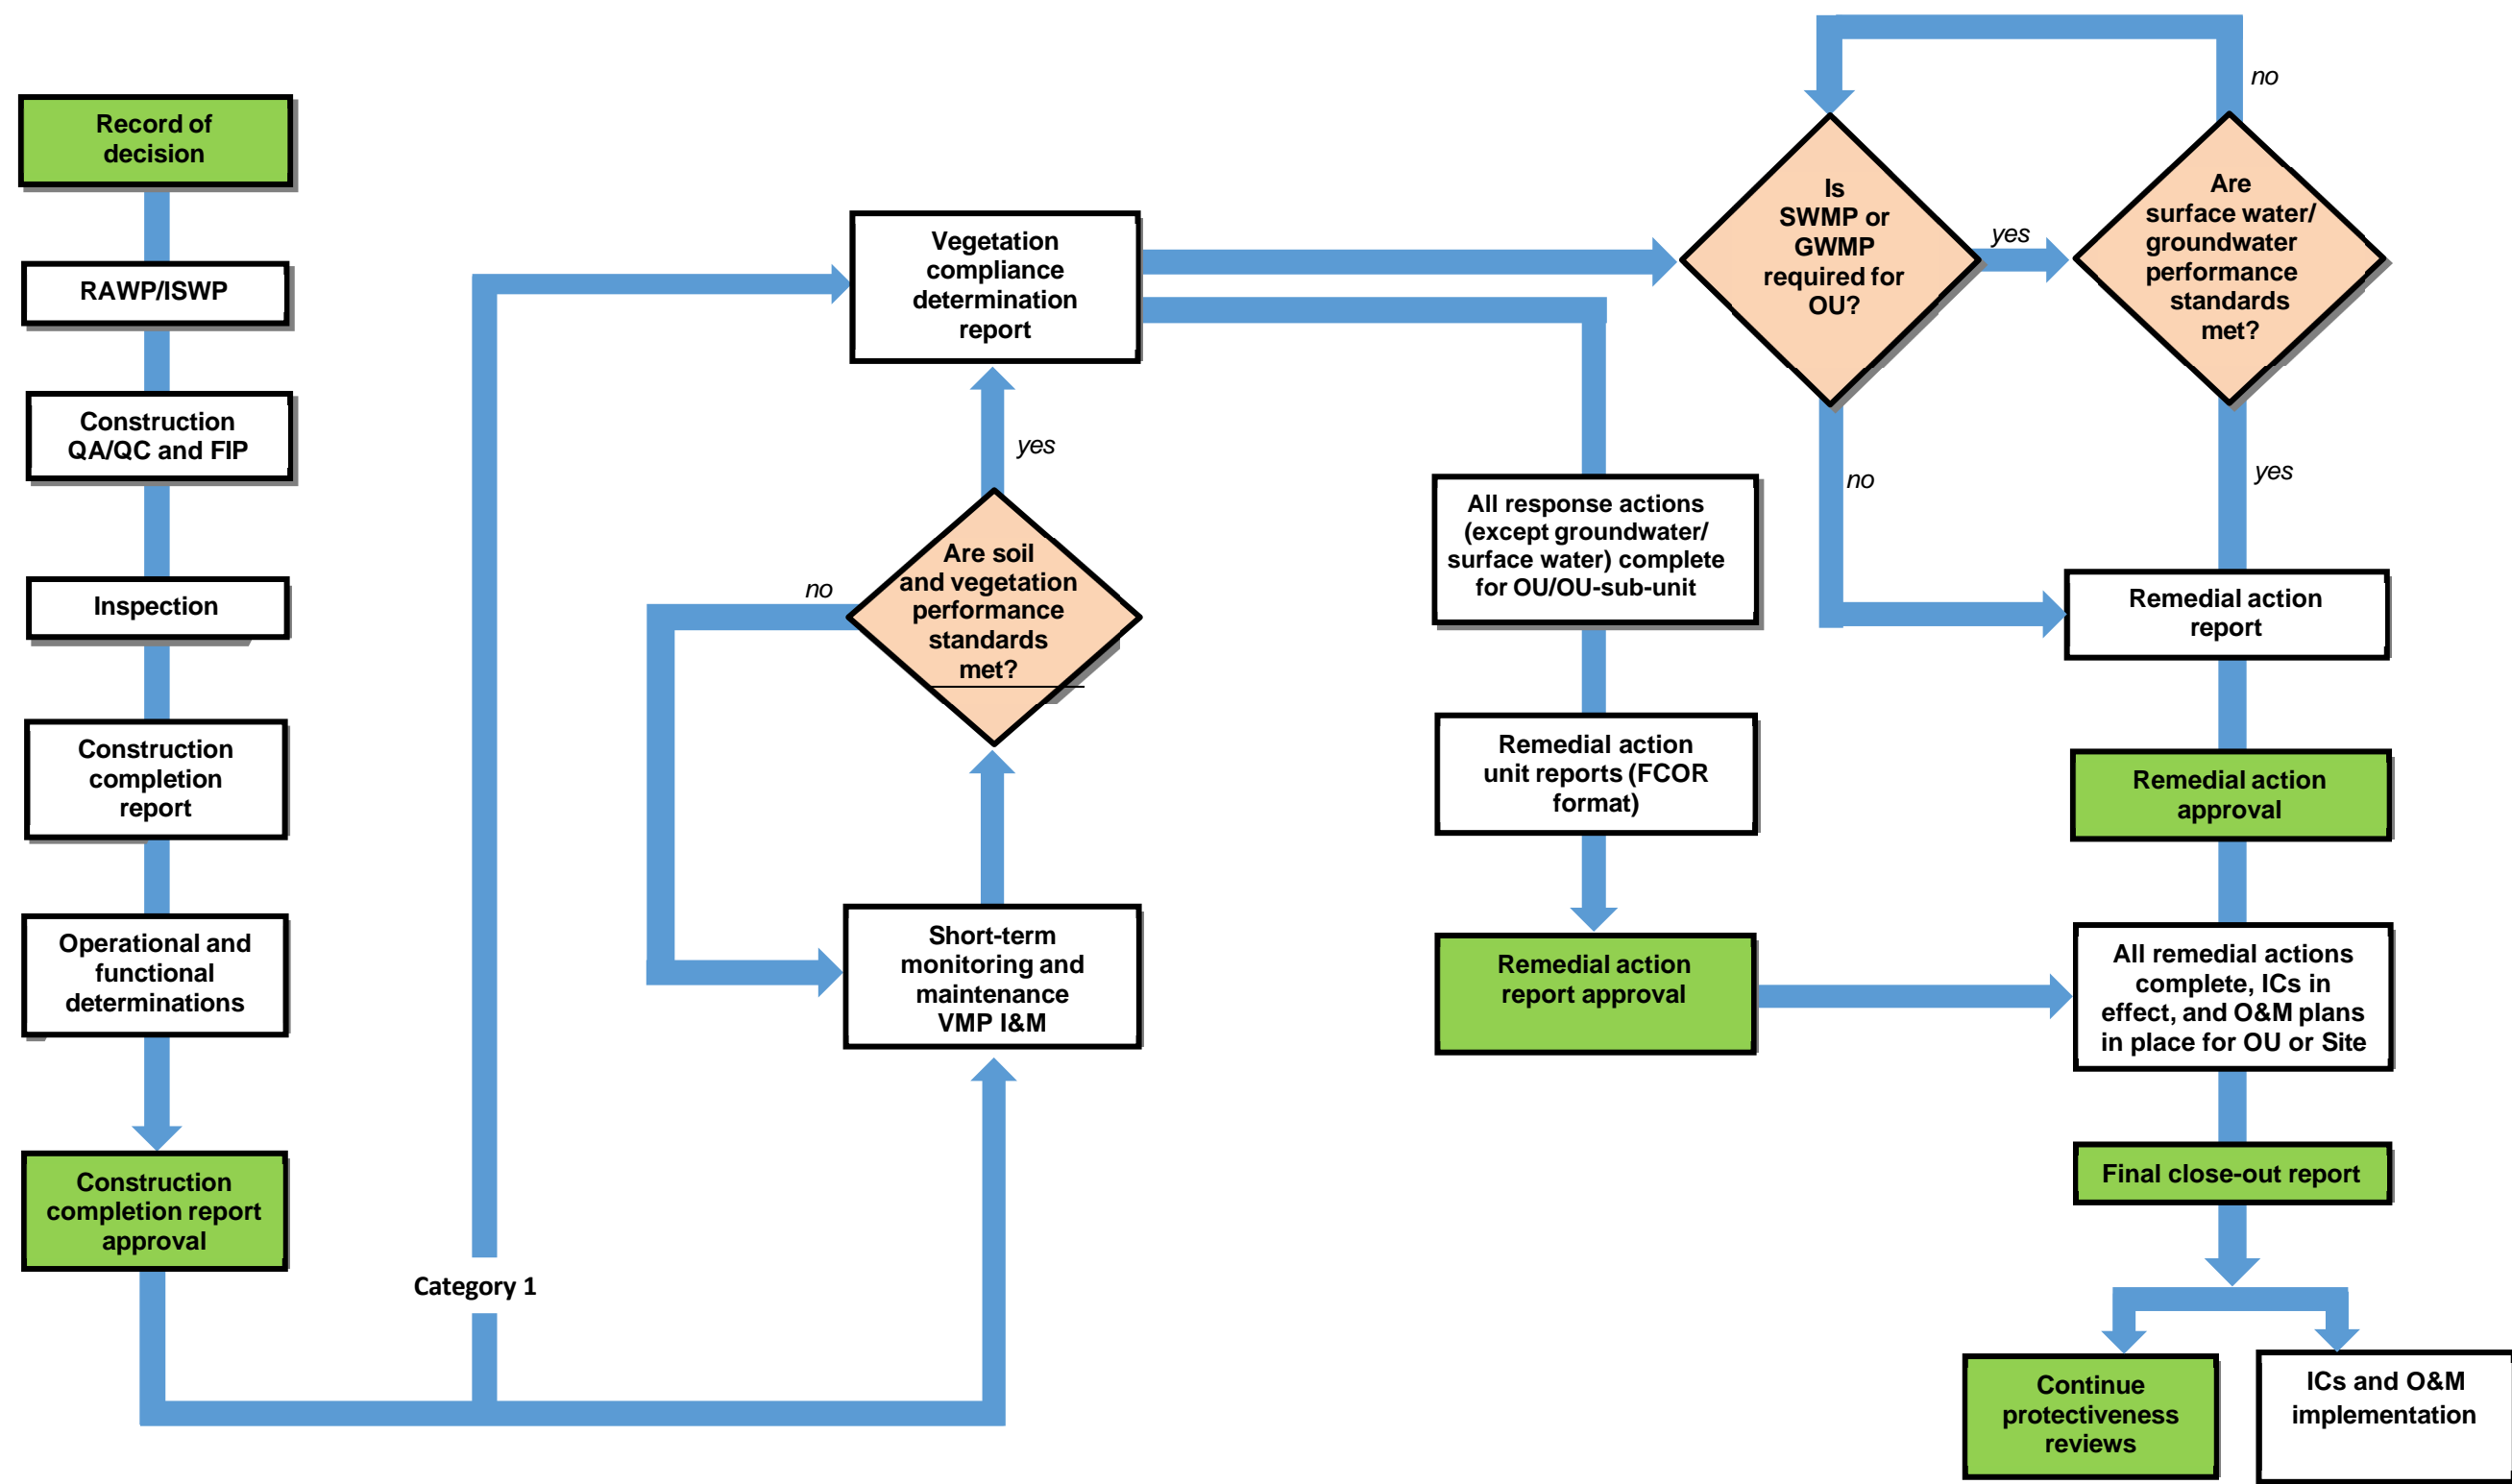 Record of
decision
RAWP/ISWP
Construction
QA/QC and FIP
Inspection
Construction
completion
report
Operational and
functional
determinations
Construction
completion report
approval
Category 1
Vegetation
compliance
determination
report
yes
Are soil
and vegetation
performance
standards
met?
no
Short-term
monitoring and
maintenance
VMP I&M
Is
SWMP or
GWMP
required for
OU?
yes
no
Are
surface water/
groundwater
performance
standards
met?
no
yes
All response actions
(except groundwater/
surface water) complete
for OU/OU-sub-unit
Remedial action
unit reports (FCOR
format)
Remedial action
report approval
Remedial action
report
Remedial action
approval
All remedial actions
complete, ICs in
effect, and O&M plans
in place for OU or Site
Final close-out report
Continue
protectiveness
reviews
ICs and O&M
implementation